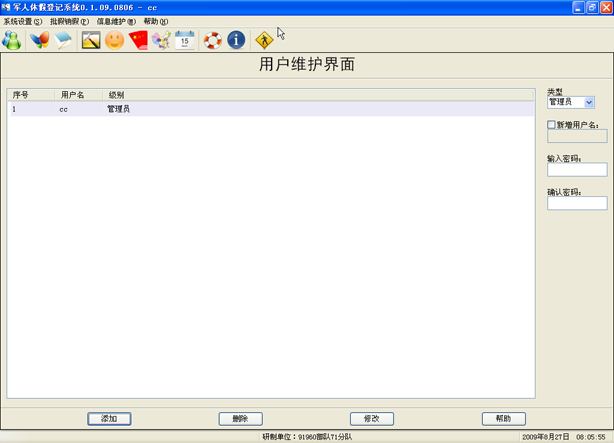 军人休假登记系统0.1.09.0806 - cc
系统设置(S) 批假销假(P) 信息维护(W) 帮助(H)
15
用户维护界面
序号 用户名 级别
1 cc 管理员
类型
管理员
新增用户名:
输入密码:
确认密码:
添加 删除 修改 帮助
研制单位:91960部队71分队 2009年8月27日 08:05:55